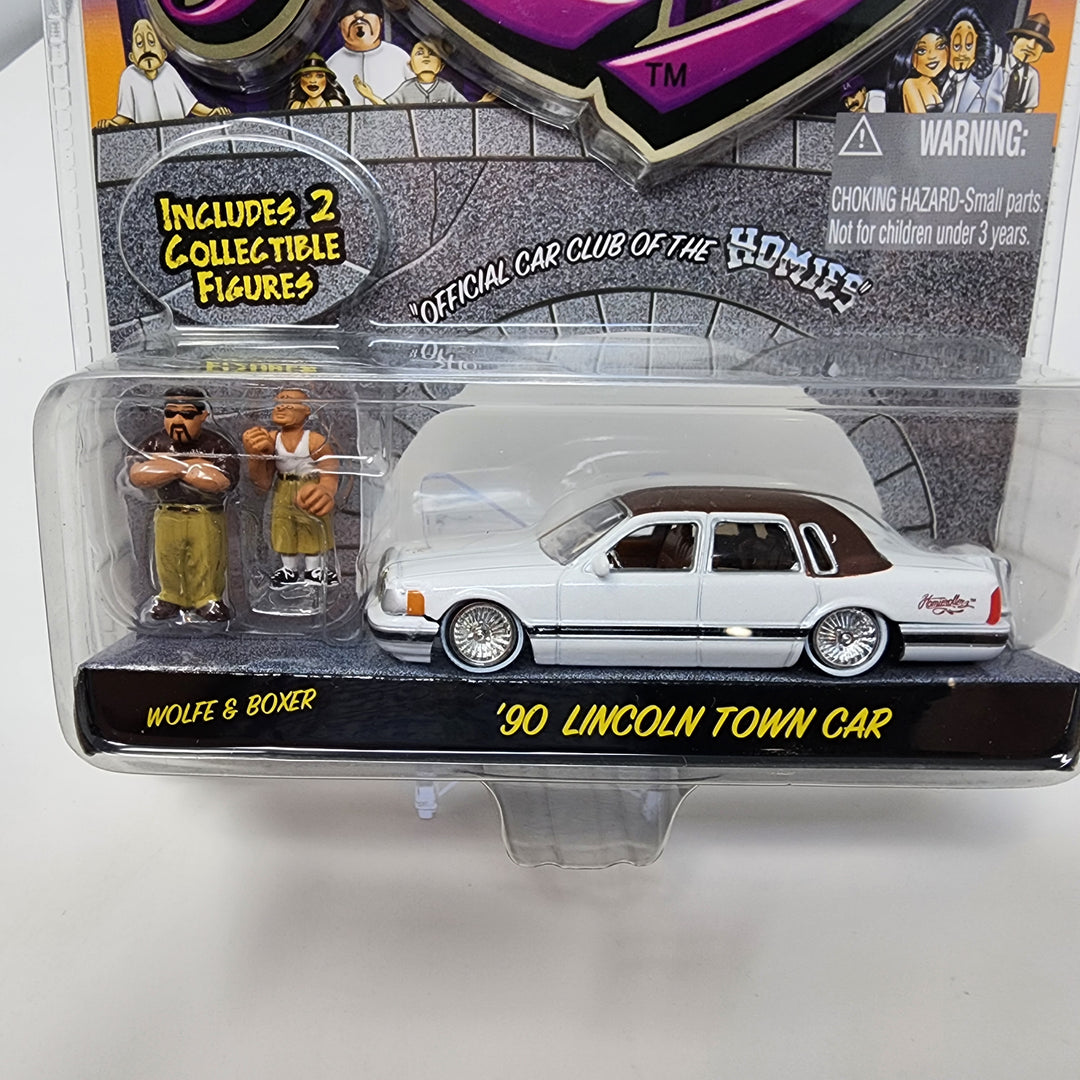 TM
WARNING:
CHOKING HAZARD-Small parts.
Not for children under 3 years.
INCLUDES 2
COLLECTIBLE
FIGURES
"OFFICIAL CAR CLUB OF THE HOMIES"
Homierollerz™
WOLFE & BOXER
'90 LINCOLN TOWN CAR